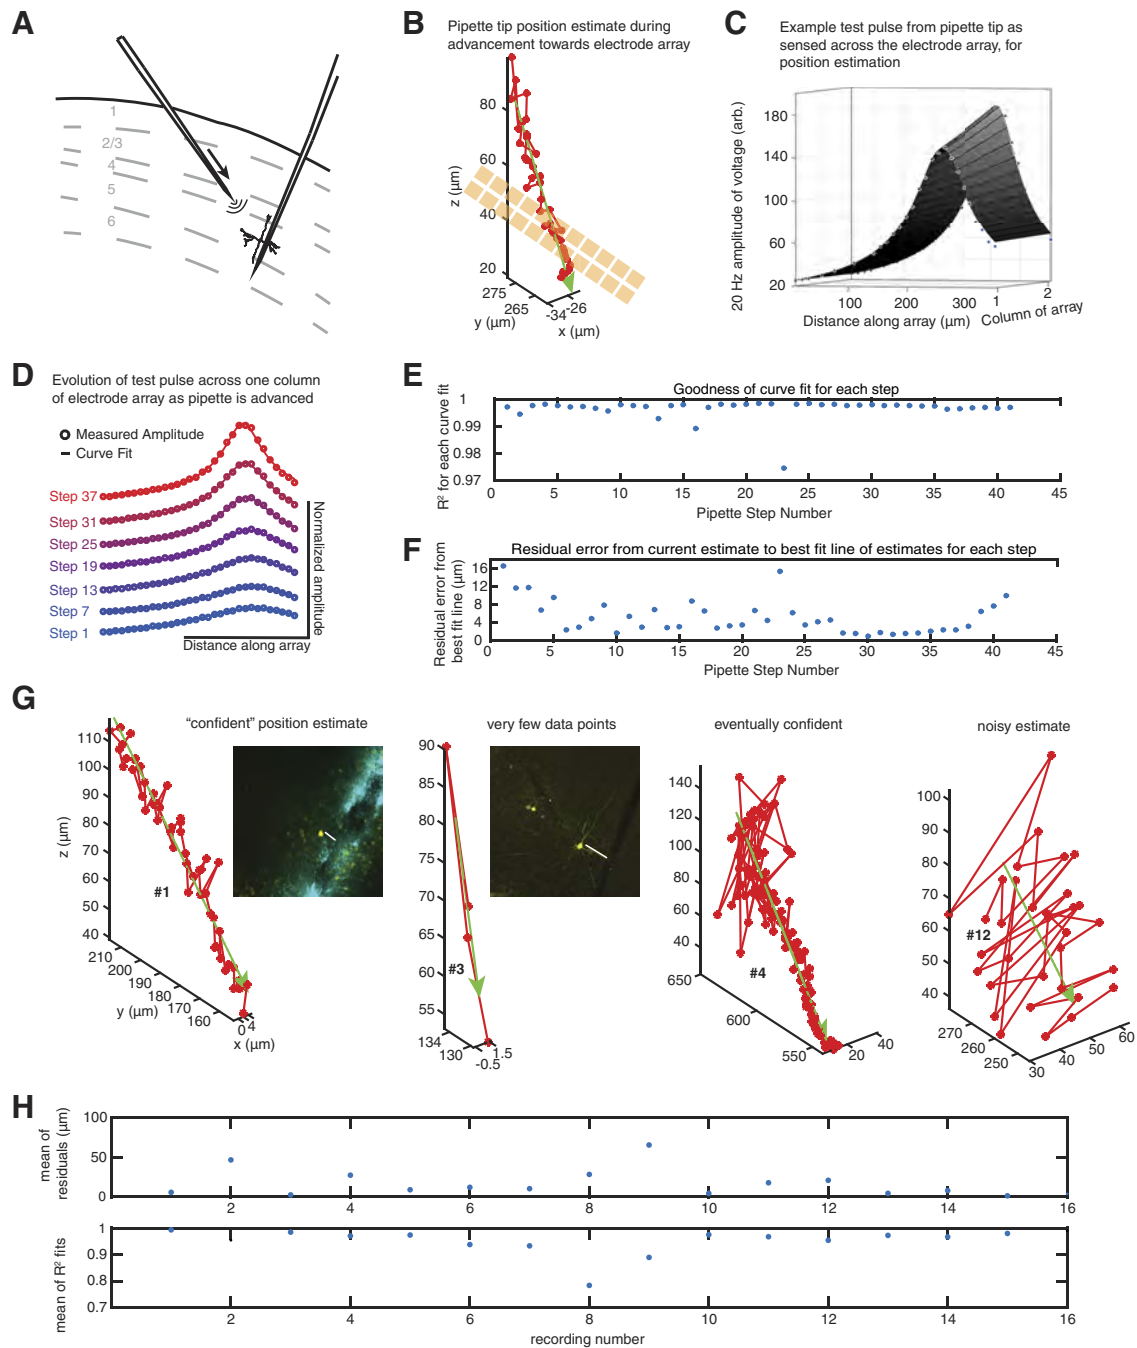 A
1
2/3
4
5
6
B
Pipette tip position estimate during
advancement towards electrode array
z (µm)
80
60
40
20
275
265
y (µm)
-34
-26
x (µm)
C
Example test pulse from pipette tip as
sensed across the electrode array, for
position estimation
20 Hz amplitude of voltage (arb.)
180
140
100
60
20
100
200
300
1
2
Distance along array (µm)
Column of array
D
Evolution of test pulse across one column
of electrode array as pipette is advanced
Measured Amplitude
Curve Fit
Step 37
Step 31
Step 25
Step 19
Step 13
Step 7
Step 1
Normalized amplitude
Distance along array
E
Goodness of curve fit for each step
R² for each curve fit
1
0.99
0.98
0.97
0 5 10 15 20 25 30 35 40 45
Pipette Step Number
F
Residual error from current estimate to best fit line of estimates for each step
Residual error from
best fit line (µm)
16
12
8
4
0
0 5 10 15 20 25 30 35 40 45
Pipette Step Number
G
"confident" position estimate
z (µm)
110
100
90
80
70
60
50
40
#1
210
200
190
180
170
160
y (µm)
0 4
x (µm)
very few data points
90
85
80
75
70
65
60
55
#3
134
130
-0.5
1.5
eventually confident
140
120
100
80
60
40
#4
650
600
550
20
40
noisy estimate
100
90
80
70
60
50
40
#12
270
260
250
30
40
50
60
H
mean of
residuals (µm)
100
50
0
2 4 6 8 10 12 14 16
mean of R² fits
1
0.9
0.8
0.7
2 4 6 8 10 12 14 16
recording number